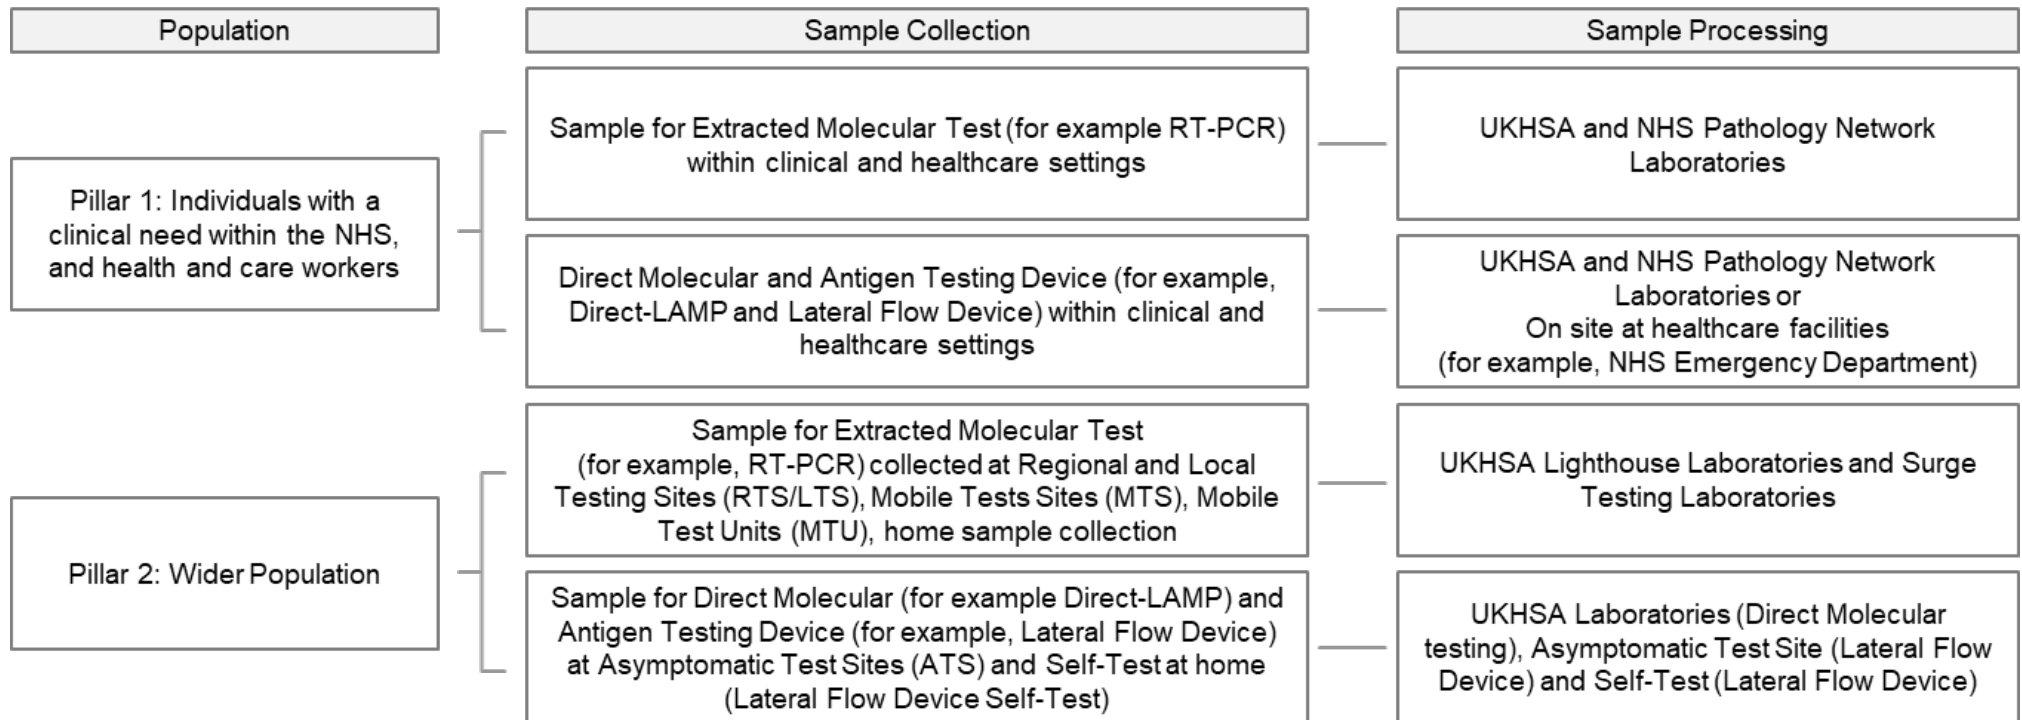 Population
Sample Collection
Sample Processing
Pillar 1: Individuals with a
clinical need within the NHS,
and health and care workers
Sample for Extracted Molecular Test (for example RT-PCR)
within clinical and healthcare settings
UKHSA and NHS Pathology Network
Laboratories
Direct Molecular and Antigen Testing Device (for example,
Direct-LAMP and Lateral Flow Device) within clinical and
healthcare settings
UKHSA and NHS Pathology Network
Laboratories or
On site at healthcare facilities
(for example, NHS Emergency Department)
Pillar 2: Wider Population
Sample for Extracted Molecular Test
(for example, RT-PCR) collected at Regional and Local
Testing Sites (RTS/LTS), Mobile Tests Sites (MTS), Mobile
Test Units (MTU), home sample collection
UKHSA Lighthouse Laboratories and Surge
Testing Laboratories
Sample for Direct Molecular (for example Direct-LAMP) and
Antigen Testing Device (for example, Lateral Flow Device)
at Asymptomatic Test Sites (ATS) and Self-Test at home
(Lateral Flow Device Self-Test)
UKHSA Laboratories (Direct Molecular
testing), Asymptomatic Test Site (Lateral Flow
Device) and Self-Test (Lateral Flow Device)